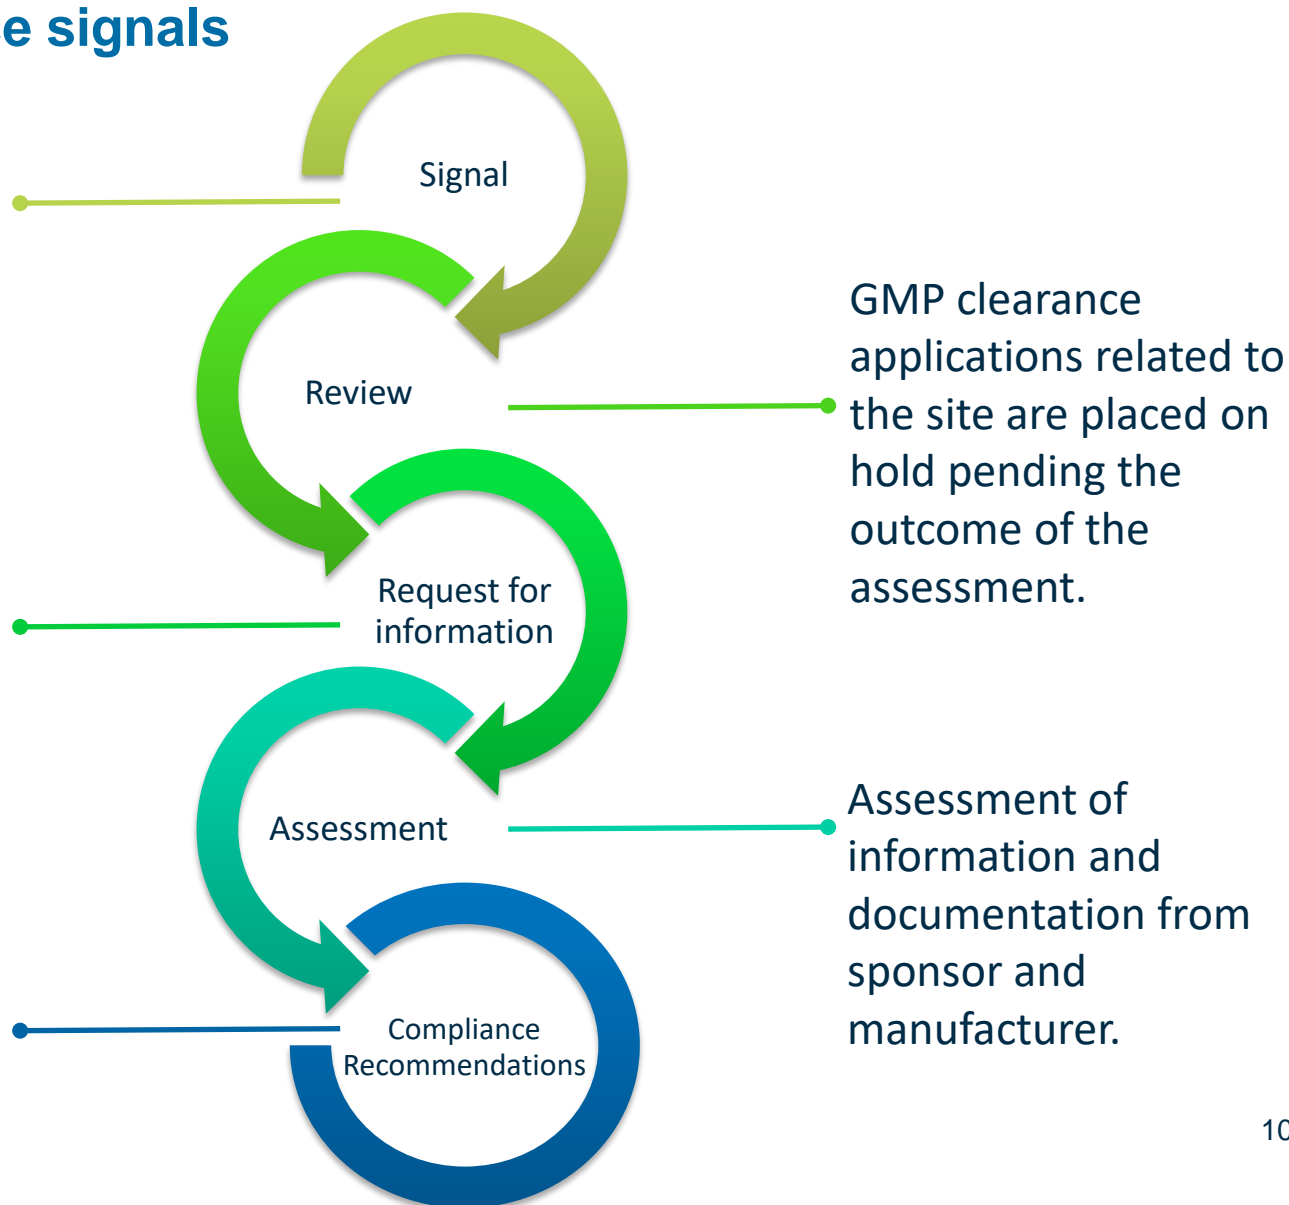 signals
Signal
Review
GMP clearance
applications related to
the site are placed on
hold pending the
outcome of the
assessment.
Request for
information
Assessment
Assessment of
information and
documentation from
sponsor and
manufacturer.
Compliance
Recommendations
10